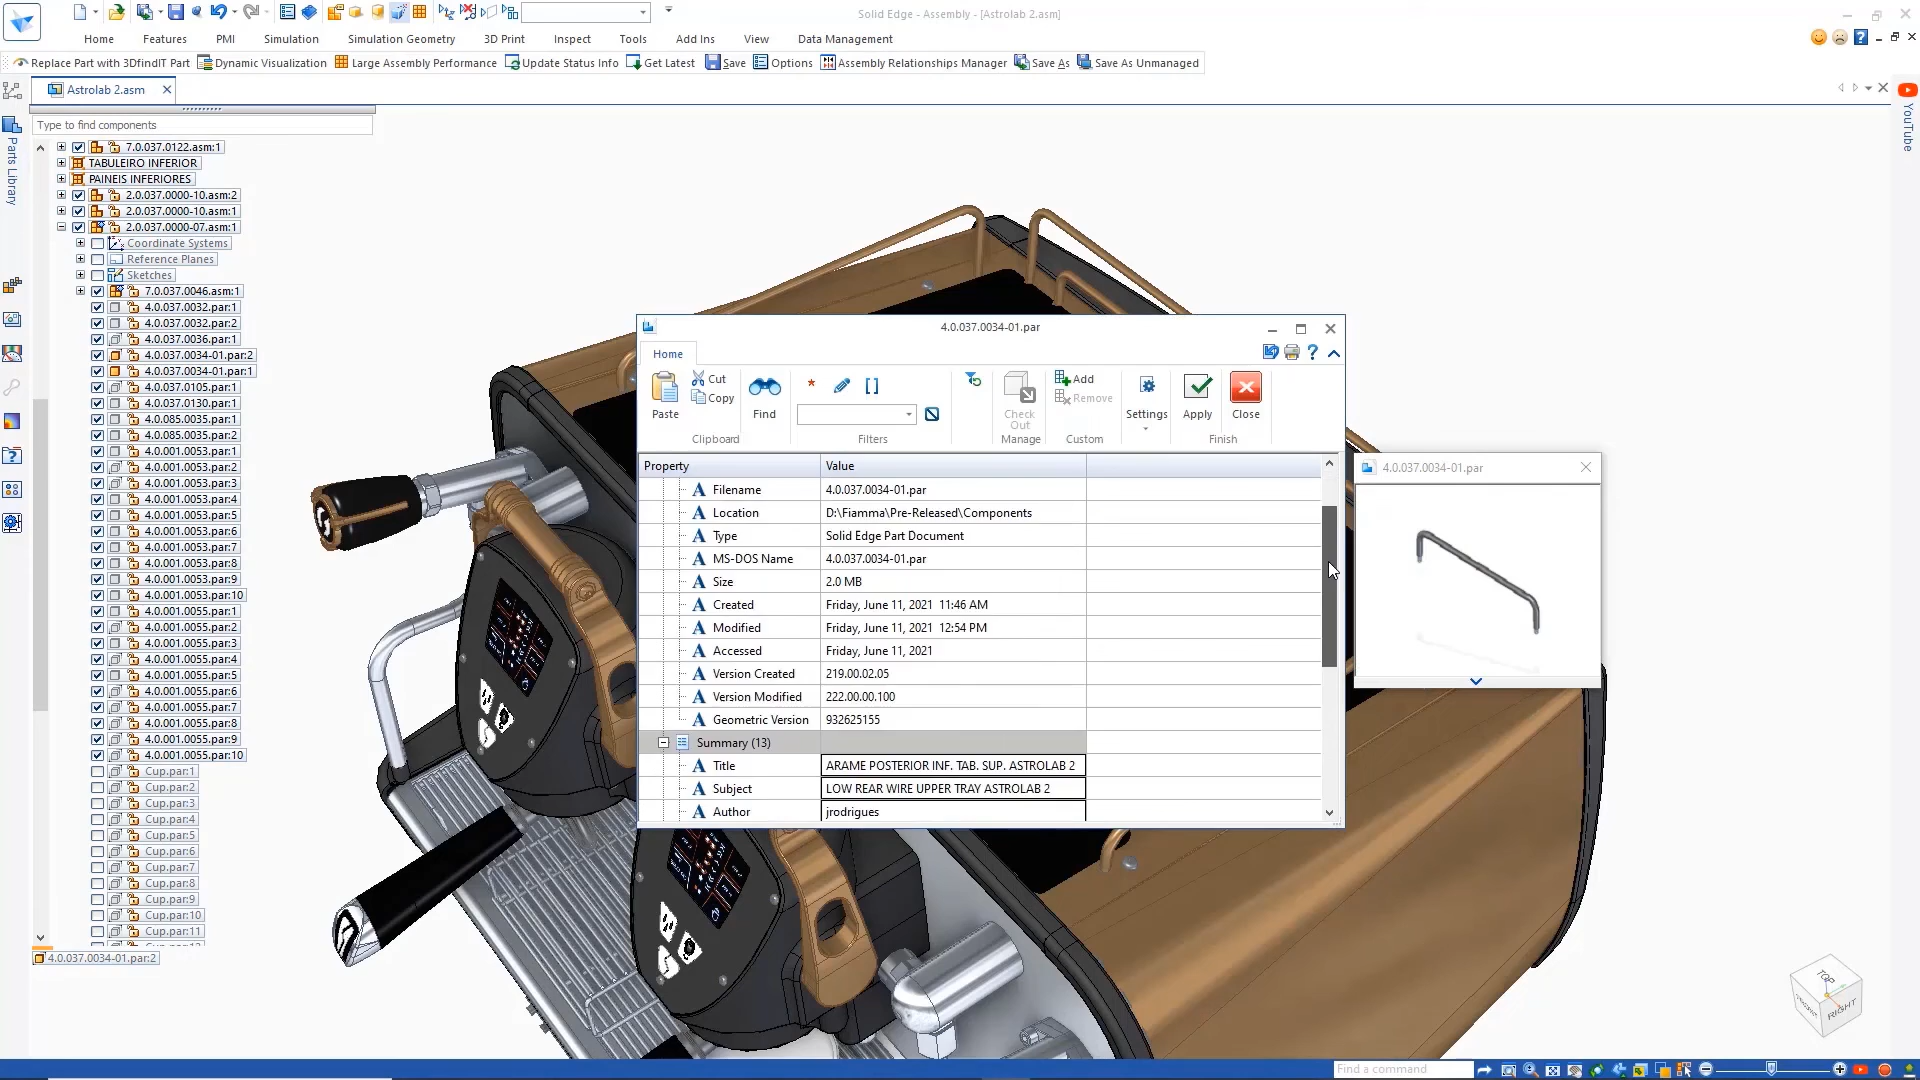 Solid Edge - Assembly - [Astrolab 2.asm]
Home Features PMI Simulation Simulation Geometry 3D Print Inspect Tools Add Ins View Data Management
Replace Part with 3DfindIT Part Dynamic Visualization Large Assembly Performance Update Status Info Get Latest Save Options Assembly Relationships Manager Save As Save As Unmanaged
Astrolab 2.asm
YouTube
Parts Library
Type to find components
7.0.037.0122.asm:1
TABULEIRO INFERIOR
PAINEIS INFERIORES
2.0.037.0000-10.asm:2
2.0.037.0000-10.asm:1
2.0.037.0000-07.asm:1
Coordinate Systems
Reference Planes
Sketches
7.0.037.0046.asm:1
4.0.037.0032.par:1
4.0.037.0032.par:2
4.0.037.0036.par:1
4.0.037.0034-01.par:2
4.0.037.0034-01.par:1
4.0.037.0105.par:1
4.0.037.0130.par:1
4.0.085.0035.par:1
4.0.085.0035.par:2
4.0.001.0053.par:1
4.0.001.0053.par:2
4.0.001.0053.par:3
4.0.001.0053.par:4
4.0.001.0053.par:5
4.0.001.0053.par:6
4.0.001.0053.par:7
4.0.001.0053.par:8
4.0.001.0053.par:9
4.0.001.0053.par:10
4.0.001.0055.par:1
4.0.001.0055.par:2
4.0.001.0055.par:3
4.0.001.0055.par:4
4.0.001.0055.par:5
4.0.001.0055.par:6
4.0.001.0055.par:7
4.0.001.0055.par:8
4.0.001.0055.par:9
4.0.001.0055.par:10
Cup.par:1
Cup.par:2
Cup.par:3
Cup.par:4
Cup.par:5
Cup.par:6
Cup.par:7
Cup.par:8
Cup.par:9
Cup.par:10
Cup.par:11
4.0.037.0034-01.par:2
4.0.037.0034-01.par
Home
Paste Cut Copy Find Check Out Add Remove Settings Apply Close
Clipboard Filters Manage Custom Finish
Property Value
Filename 4.0.037.0034-01.par
Location D:\Fiamma\Pre-Released\Components
Type Solid Edge Part Document
MS-DOS Name 4.0.037.0034-01.par
Size 2.0 MB
Created Friday, June 11, 2021 11:46 AM
Modified Friday, June 11, 2021 12:54 PM
Accessed Friday, June 11, 2021
Version Created 219.00.02.05
Version Modified 222.00.00.100
Geometric Version 932625155
Summary (13)
Title ARAME POSTERIOR INF. TAB. SUP. ASTROLAB 2
Subject LOW REAR WIRE UPPER TRAY ASTROLAB 2
Author jrodrigues
4.0.037.0034-01.par
TOP
RIGHT
Find a command